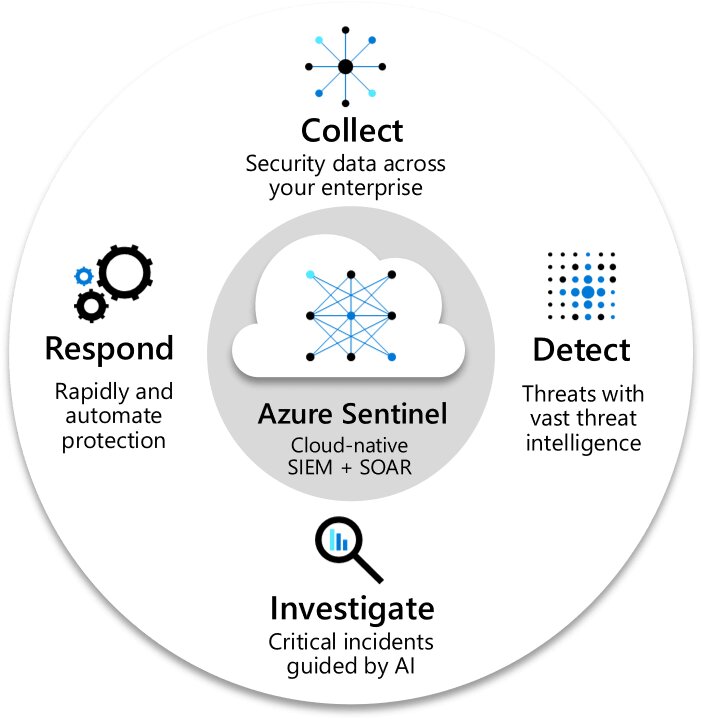 Collect
Security data across
your enterprise
Respond
Rapidly and
automate
protection
Azure Sentinel
Cloud-native
SIEM + SOAR
Detect
Threats with
vast threat
intelligence
Investigate
Critical incidents
guided by AI